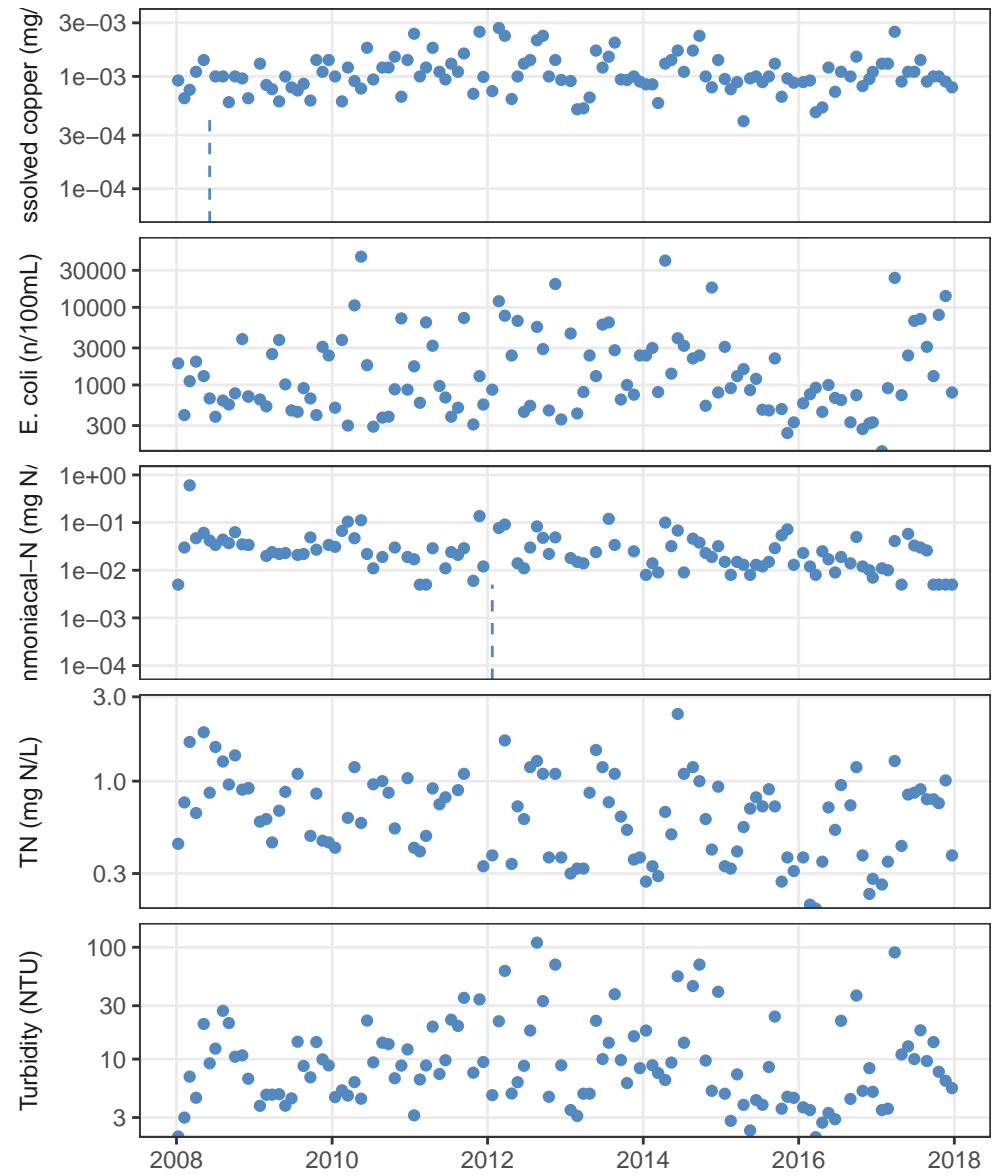 ssolved copper (mg/
3e−03
1e−03
3e−04
1e−04
E. coli (n/100mL)
30000
10000
3000
1000
300
nmoniacal−N (mg N/
1e+00
1e−01
1e−02
1e−03
1e−04
TN (mg N/L)
3.0
1.0
0.3
Turbidity (NTU)
100
30
10
3
2008 2010 2012 2014 2016 2018